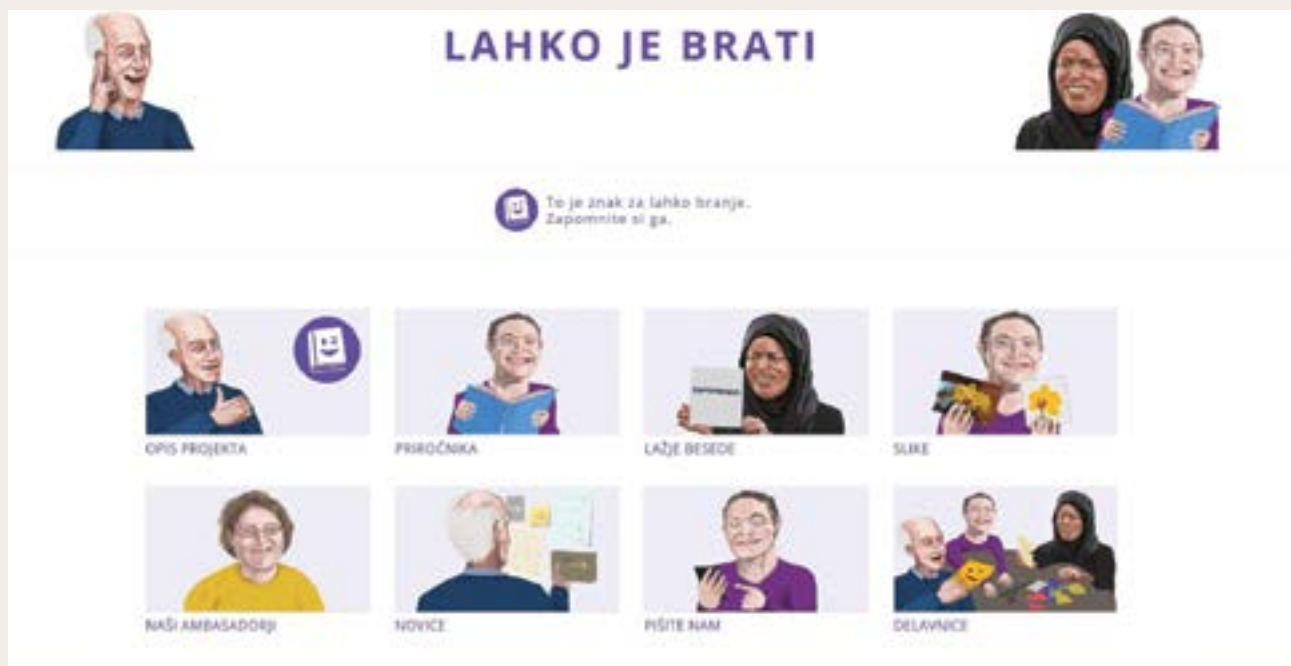 LAHKO JE BRATI
To je znak za lahko branje.
Zapomnite si ga.
OPIS PROJEKTA
PRIROČNIKA
LAŽJE BESEDE
SLIKE
NAŠI AMBASADORJI
NOVICE
PIŠITE NAM
DELAVNICE